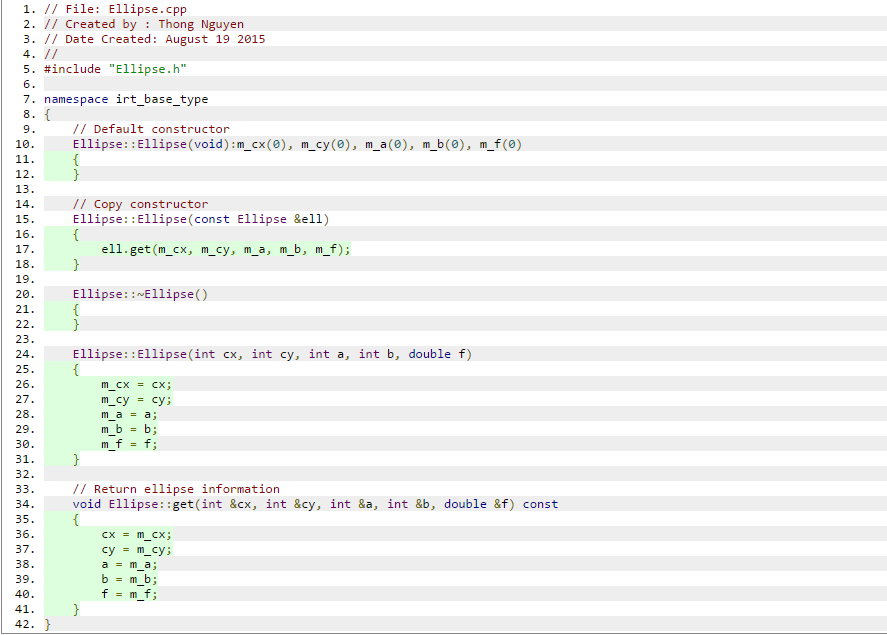 1. // File: Ellipse.cpp
2. // Created by : Thong Nguyen
3. // Date Created: August 19 2015
4. //
5. #include "Ellipse.h"
6.
7. namespace irt_base_type
8. {
9.     // Default constructor
10.     Ellipse::Ellipse(void):m_cx(0), m_cy(0), m_a(0), m_b(0), m_f(0)
11.     {
12.     }
13.
14.     // Copy constructor
15.     Ellipse::Ellipse(const Ellipse &ell)
16.     {
17.         ell.get(m_cx, m_cy, m_a, m_b, m_f);
18.     }
19.
20.     Ellipse::~Ellipse()
21.     {
22.     }
23.
24.     Ellipse::Ellipse(int cx, int cy, int a, int b, double f)
25.     {
26.         m_cx = cx;
27.         m_cy = cy;
28.         m_a = a;
29.         m_b = b;
30.         m_f = f;
31.     }
32.
33.     // Return ellipse information
34.     void Ellipse::get(int &cx, int &cy, int &a, int &b, double &f) const
35.     {
36.         cx = m_cx;
37.         cy = m_cy;
38.         a = m_a;
39.         b = m_b;
40.         f = m_f;
41.     }
42. }